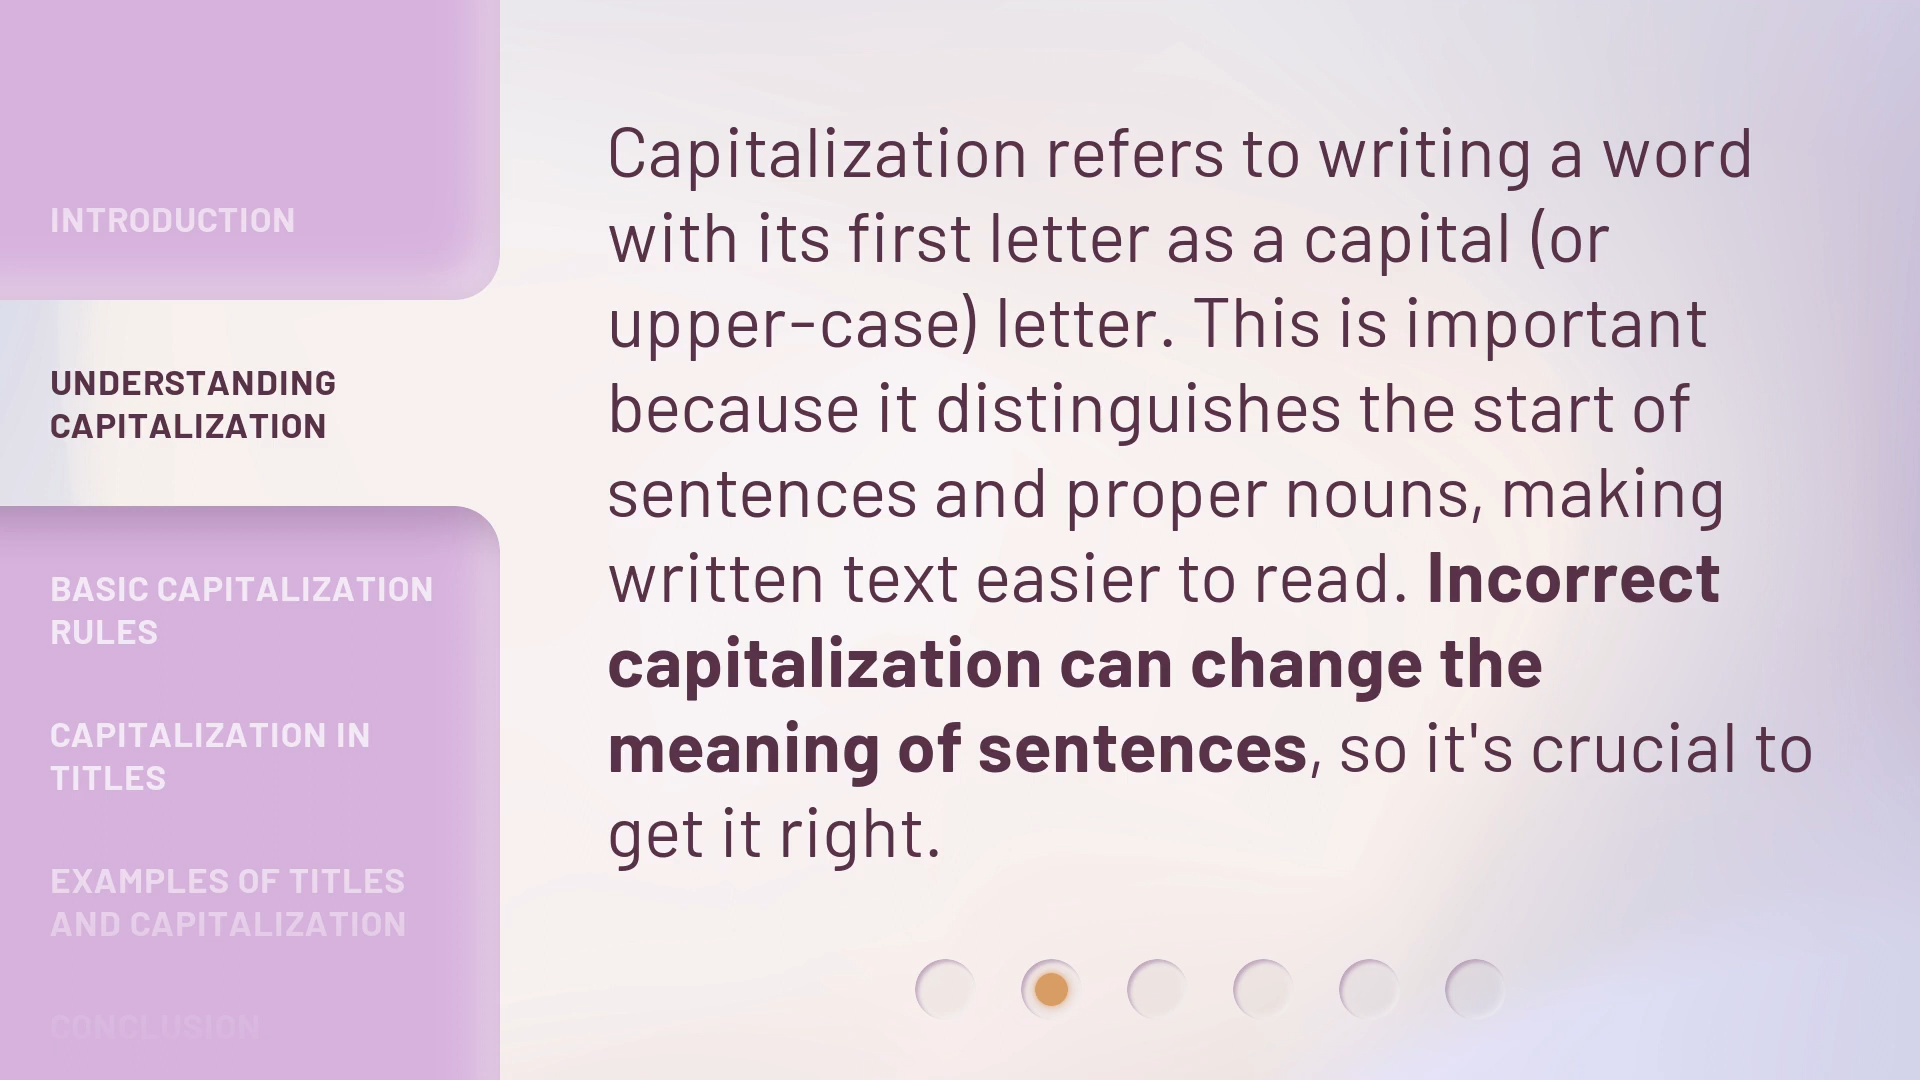 INTRODUCTION
UNDERSTANDING
CAPITALIZATION
BASIC CAPITALIZATION
RULES
CAPITALIZATION IN
TITLES
EXAMPLES OF TITLES
AND CAPITALIZATION
CONCLUSION
Capitalization refers to writing a word
with its first letter as a capital (or
upper-case) letter. This is important
because it distinguishes the start of
sentences and proper nouns, making
written text easier to read. Incorrect
capitalization can change the
meaning of sentences, so it's crucial to
get it right.